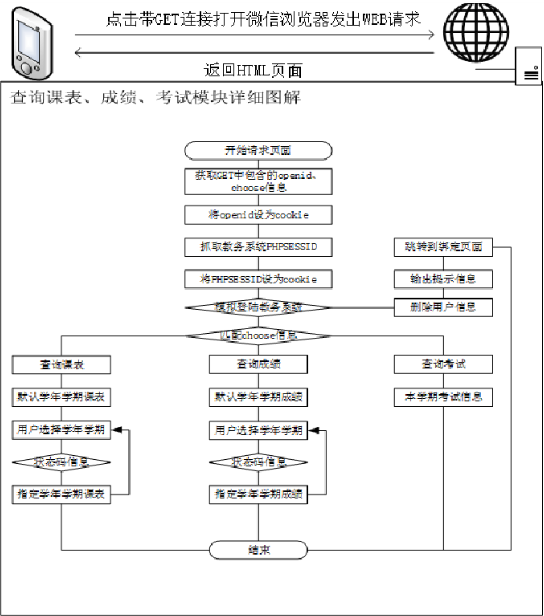 点击带GET连接打开微信浏览器发出WEB请求
返回HTML页面
查询课表、成绩、考试模块详细图解
开始请求页面
获取GET中包含的openid、
choose信息
将openid设为cookie
抓取教务系统PHPSESSID
跳转到绑定页面
将PHPSESSID设为cookie
输出提示信息
模拟登陆教务系统
删除用户信息
匹配choose信息
查询课表
查询成绩
查询考试
默认学年学期课表
默认学年学期成绩
本学期考试信息
用户选择学年学期
用户选择学年学期
状态码信息
状态码信息
指定学年学期课表
指定学年学期成绩
结束